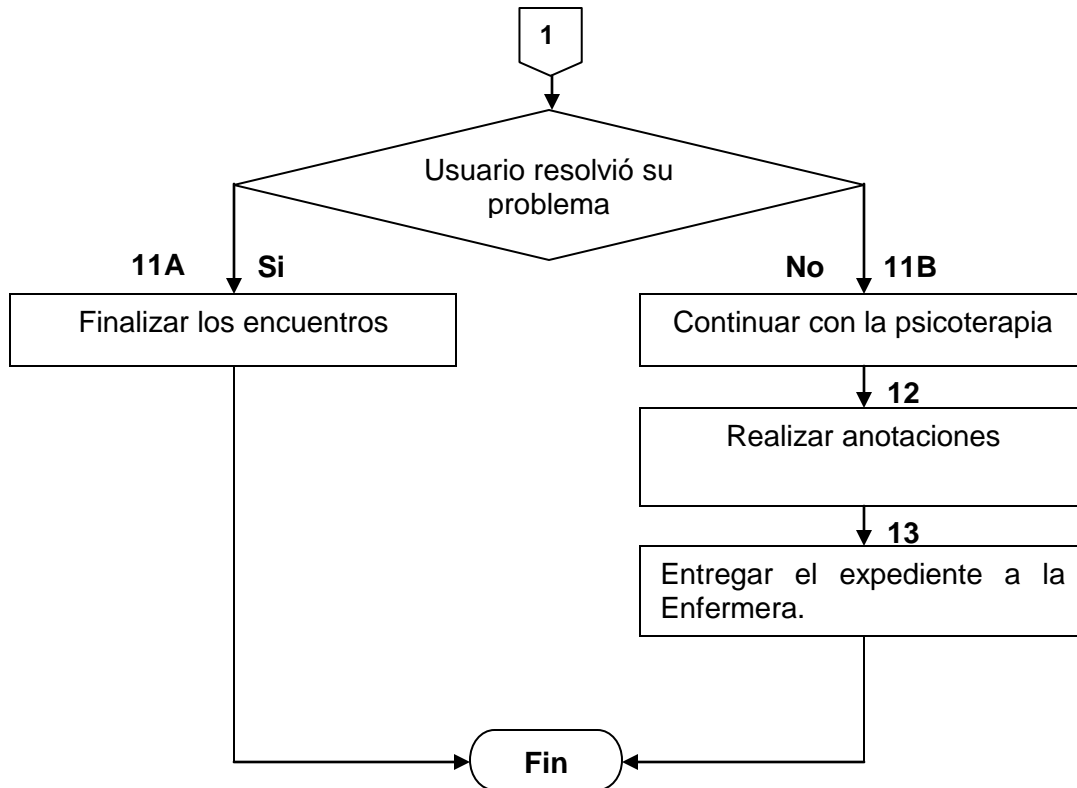 1
Usuario resolvió su
problema
11A Si
No 11B
Finalizar los encuentros
Continuar con la psicoterapia
12
Realizar anotaciones
13
Entregar el expediente a la
Enfermera.
Fin